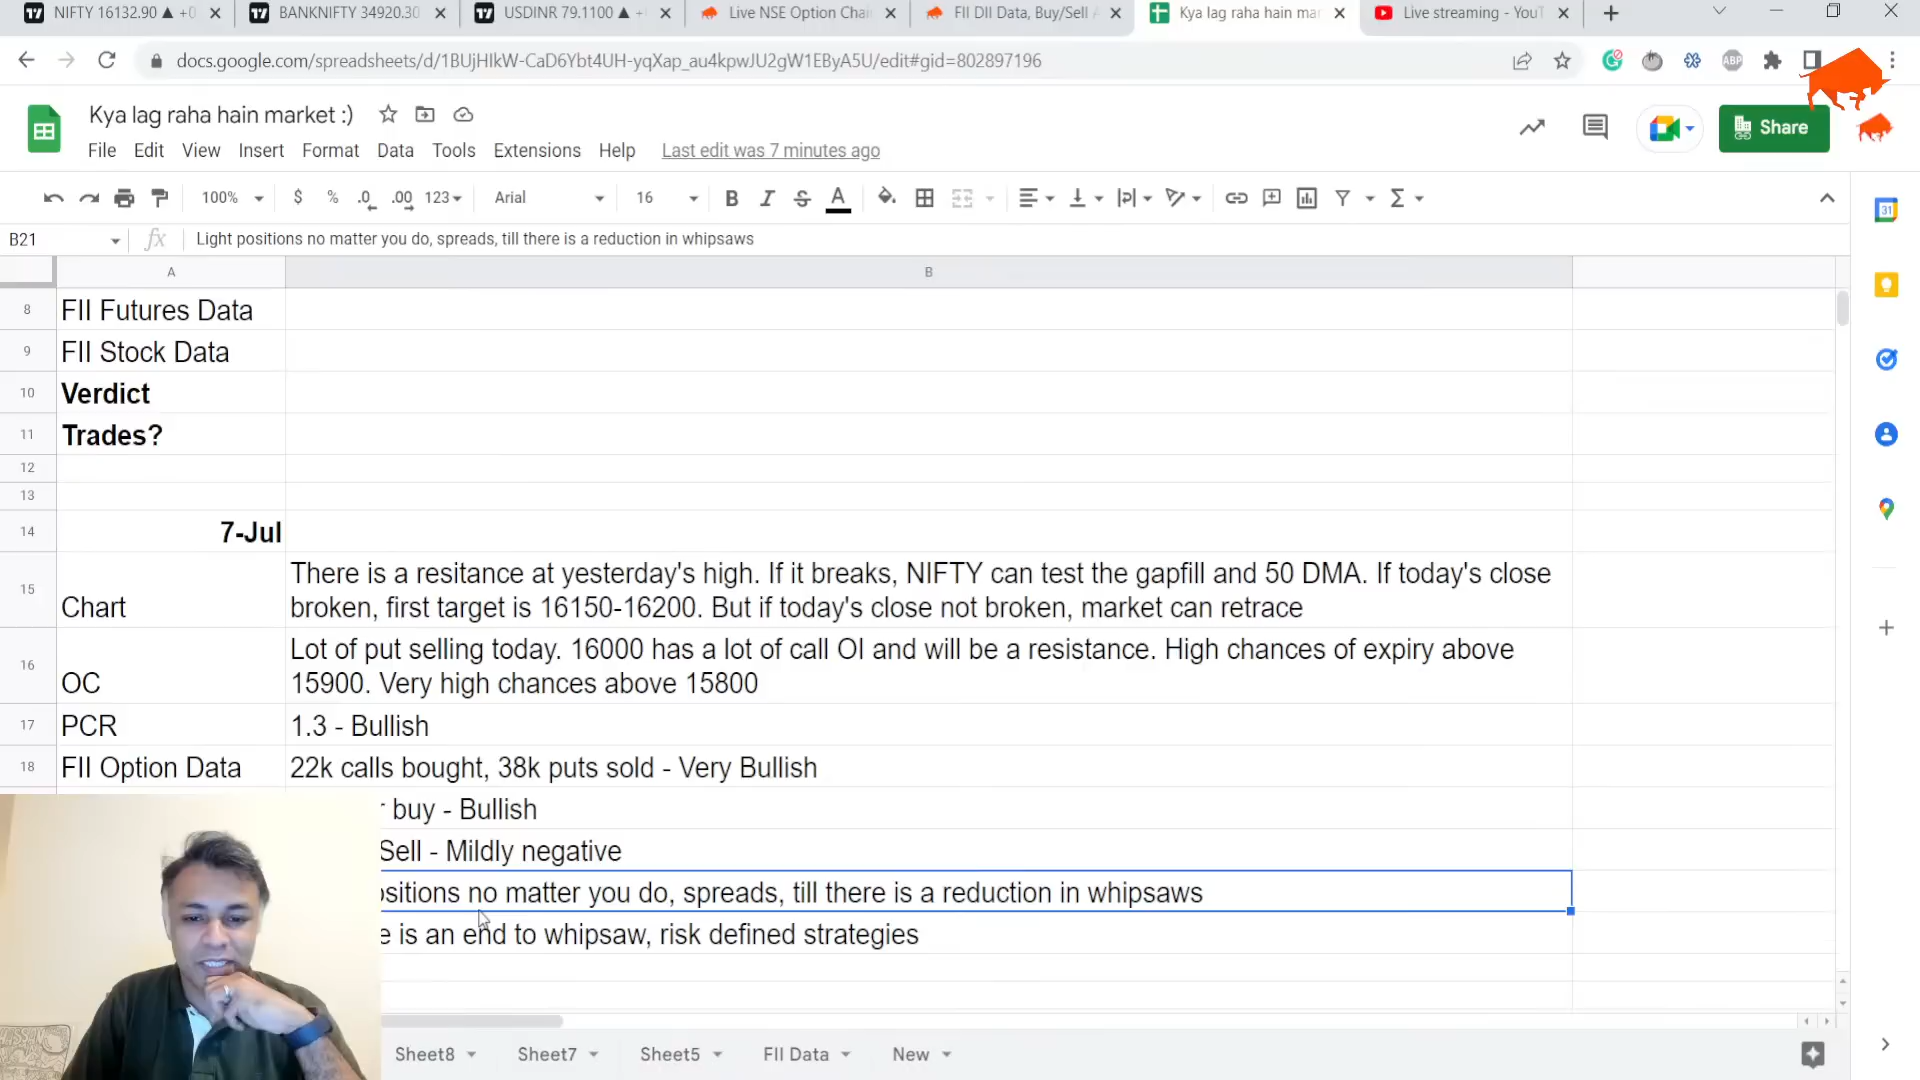 NIFTY 16132.90 ▲ +0
BANKNIFTY 34920.30
USDINR 79.1100 ▲ +
Live NSE Option Chai
FII DII Data, Buy/Sell
Kya lag raha hain mar
Live streaming - YouT
docs.google.com/spreadsheets/d/1BUjHIkW-CaD6Ybt4UH-yqXap_au4kpwJU2gW1EByA5U/edit#gid=802897196
ABP
Kya lag raha hain market :)
Share
File Edit View Insert Format Data Tools Extensions Help Last edit was 7 minutes ago
100% $ % .0 .00 123 Arial 16 B I S A
B21 fx Light positions no matter you do, spreads, till there is a reduction in whipsaws
31
A B
8 FII Futures Data
9 FII Stock Data
10 Verdict
11 Trades?
12
13
14 7-Jul
There is a resitance at yesterday's high. If it breaks, NIFTY can test the gapfill and 50 DMA. If today's close
15 Chart broken, first target is 16150-16200. But if today's close not broken, market can retrace
Lot of put selling today. 16000 has a lot of call OI and will be a resistance. High chances of expiry above
16 OC 15900. Very high chances above 15800
17 PCR 1.3 - Bullish
18 FII Option Data 22k calls bought, 38k puts sold - Very Bullish
buy - Bullish
Sell - Mildly negative
ositions no matter you do, spreads, till there is a reduction in whipsaws
e is an end to whipsaw, risk defined strategies
Sheet8 Sheet7 Sheet5 FII Data New